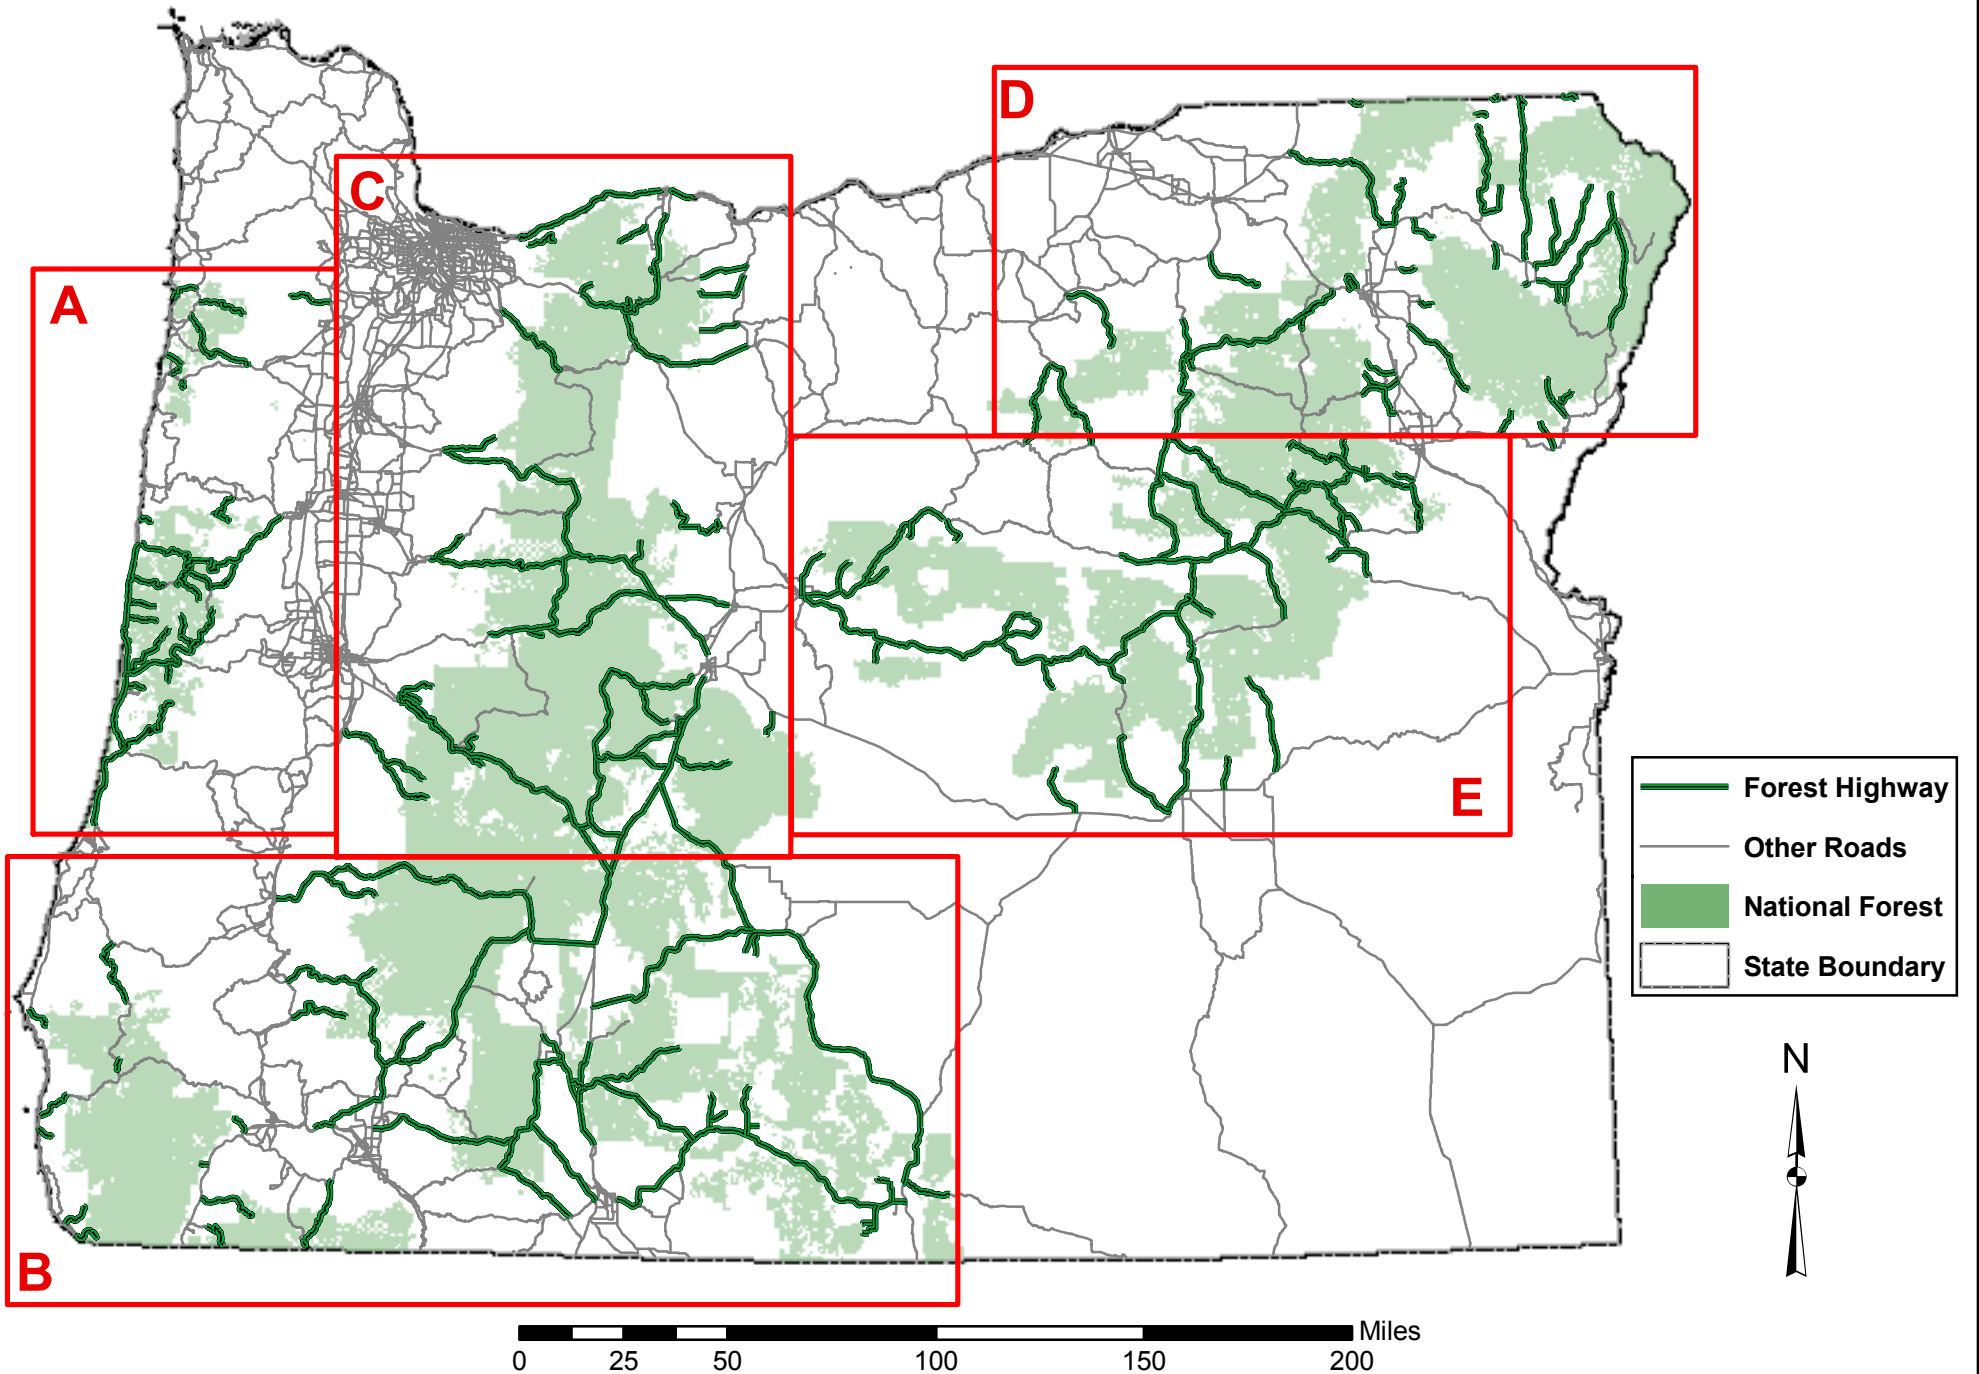 D
C
A
E
B
Forest Highway
Other Roads
National Forest
State Boundary
N
Miles
0 25 50 100 150 200